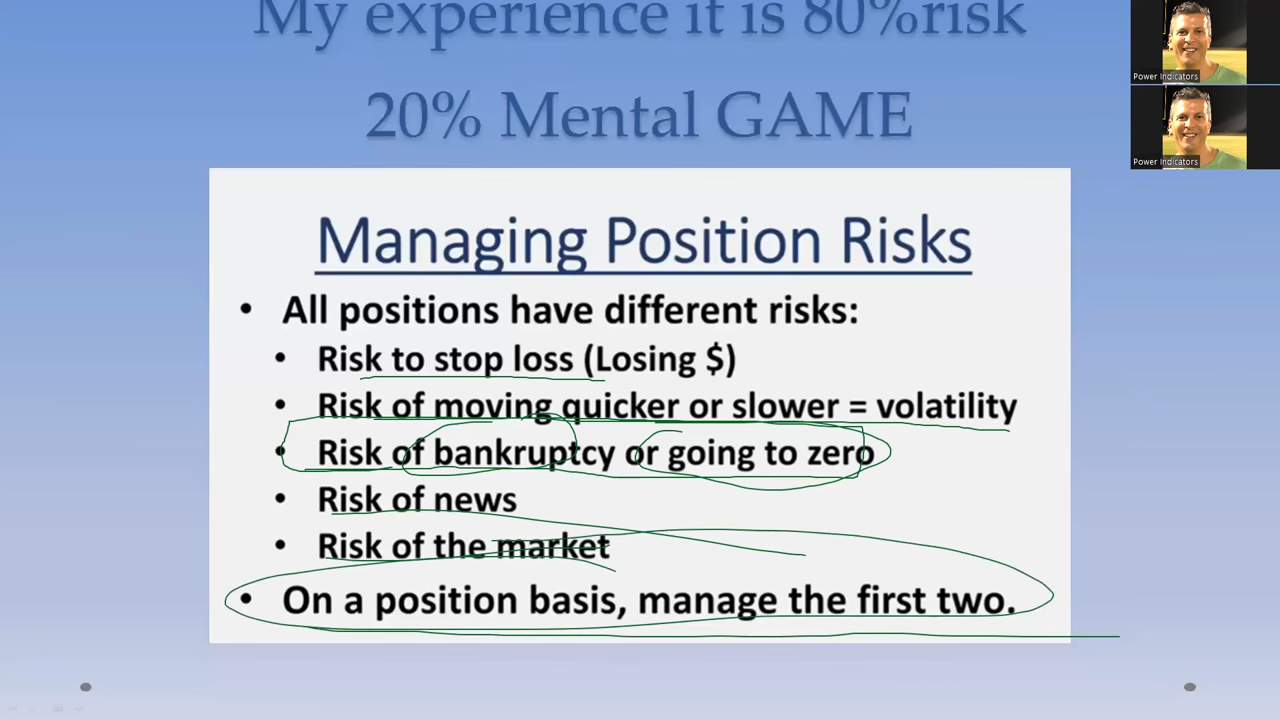 My experience it is 80%risk
20% Mental GAME
Power Indicators
Power Indicators
Managing Position Risks
• All positions have different risks:
• Risk to stop loss (Losing $)
• Risk of moving quicker or slower = volatility
• Risk of bankruptcy or going to zero
• Risk of news
• Risk of the market
• On a position basis, manage the first two.